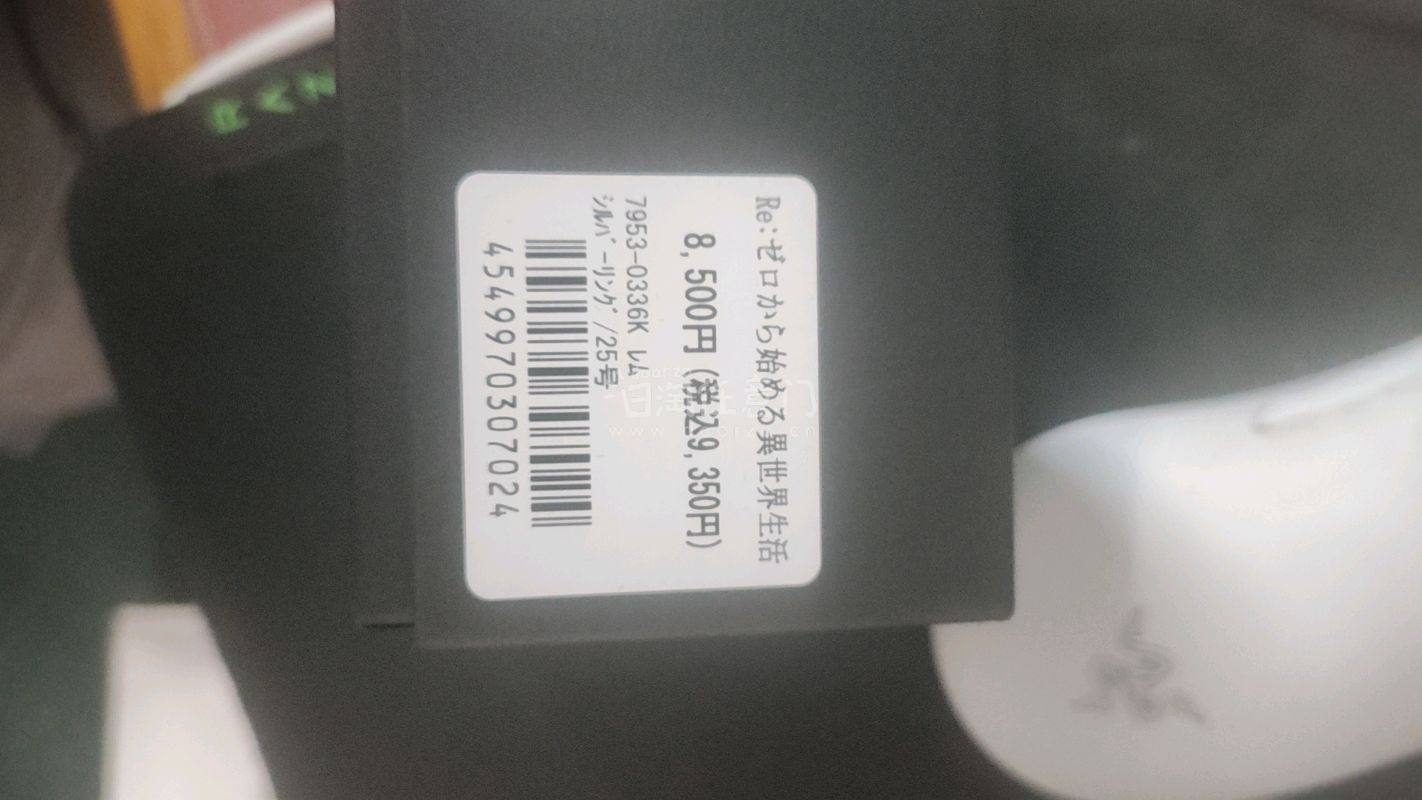 Re:ゼロから始める異世界生活
8,500円(税込9,350円)
7953-0336K ﾚﾑ
ｼﾙﾊﾞｰﾘﾝｸﾞ/25号
4549970307024
RAZ